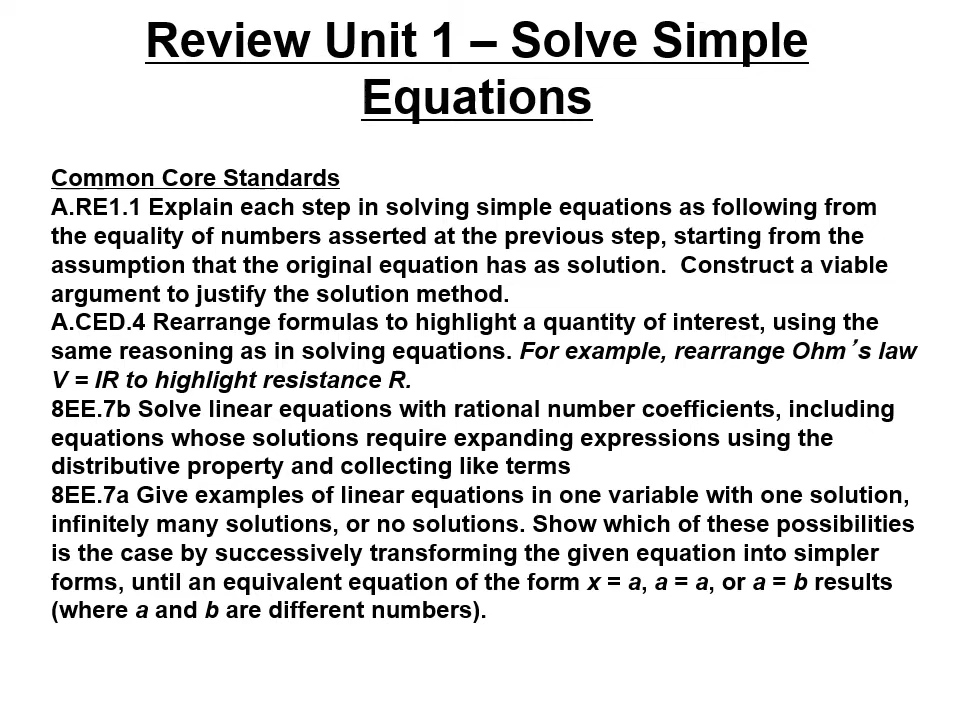 Review Unit 1 – Solve Simple
Equations
Common Core Standards
A.RE1.1 Explain each step in solving simple equations as following from
the equality of numbers asserted at the previous step, starting from the
assumption that the original equation has as solution.  Construct a viable
argument to justify the solution method.
A.CED.4 Rearrange formulas to highlight a quantity of interest, using the
same reasoning as in solving equations. For example, rearrange Ohm´s law
V = IR to highlight resistance R.
8EE.7b Solve linear equations with rational number coefficients, including
equations whose solutions require expanding expressions using the
distributive property and collecting like terms
8EE.7a Give examples of linear equations in one variable with one solution,
infinitely many solutions, or no solutions. Show which of these possibilities
is the case by successively transforming the given equation into simpler
forms, until an equivalent equation of the form x = a, a = a, or a = b results
(where a and b are different numbers).